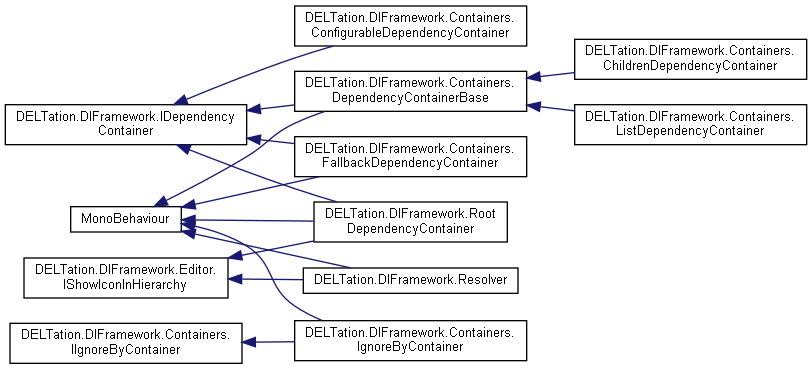 DELTation.DIFramework.Containers.
ConfigurableDependencyContainer
DELTation.DIFramework.Containers.
ChildrenDependencyContainer
DELTation.DIFramework.Containers.
DependencyContainerBase
DELTation.DIFramework.IDependency
Container
DELTation.DIFramework.Containers.
ListDependencyContainer
DELTation.DIFramework.Containers.
FallbackDependencyContainer
MonoBehaviour
DELTation.DIFramework.Root
DependencyContainer
DELTation.DIFramework.Editor.
IShowIconInHierarchy
DELTation.DIFramework.Resolver
DELTation.DIFramework.Containers.
IIgnoreByContainer
DELTation.DIFramework.Containers.
IgnoreByContainer